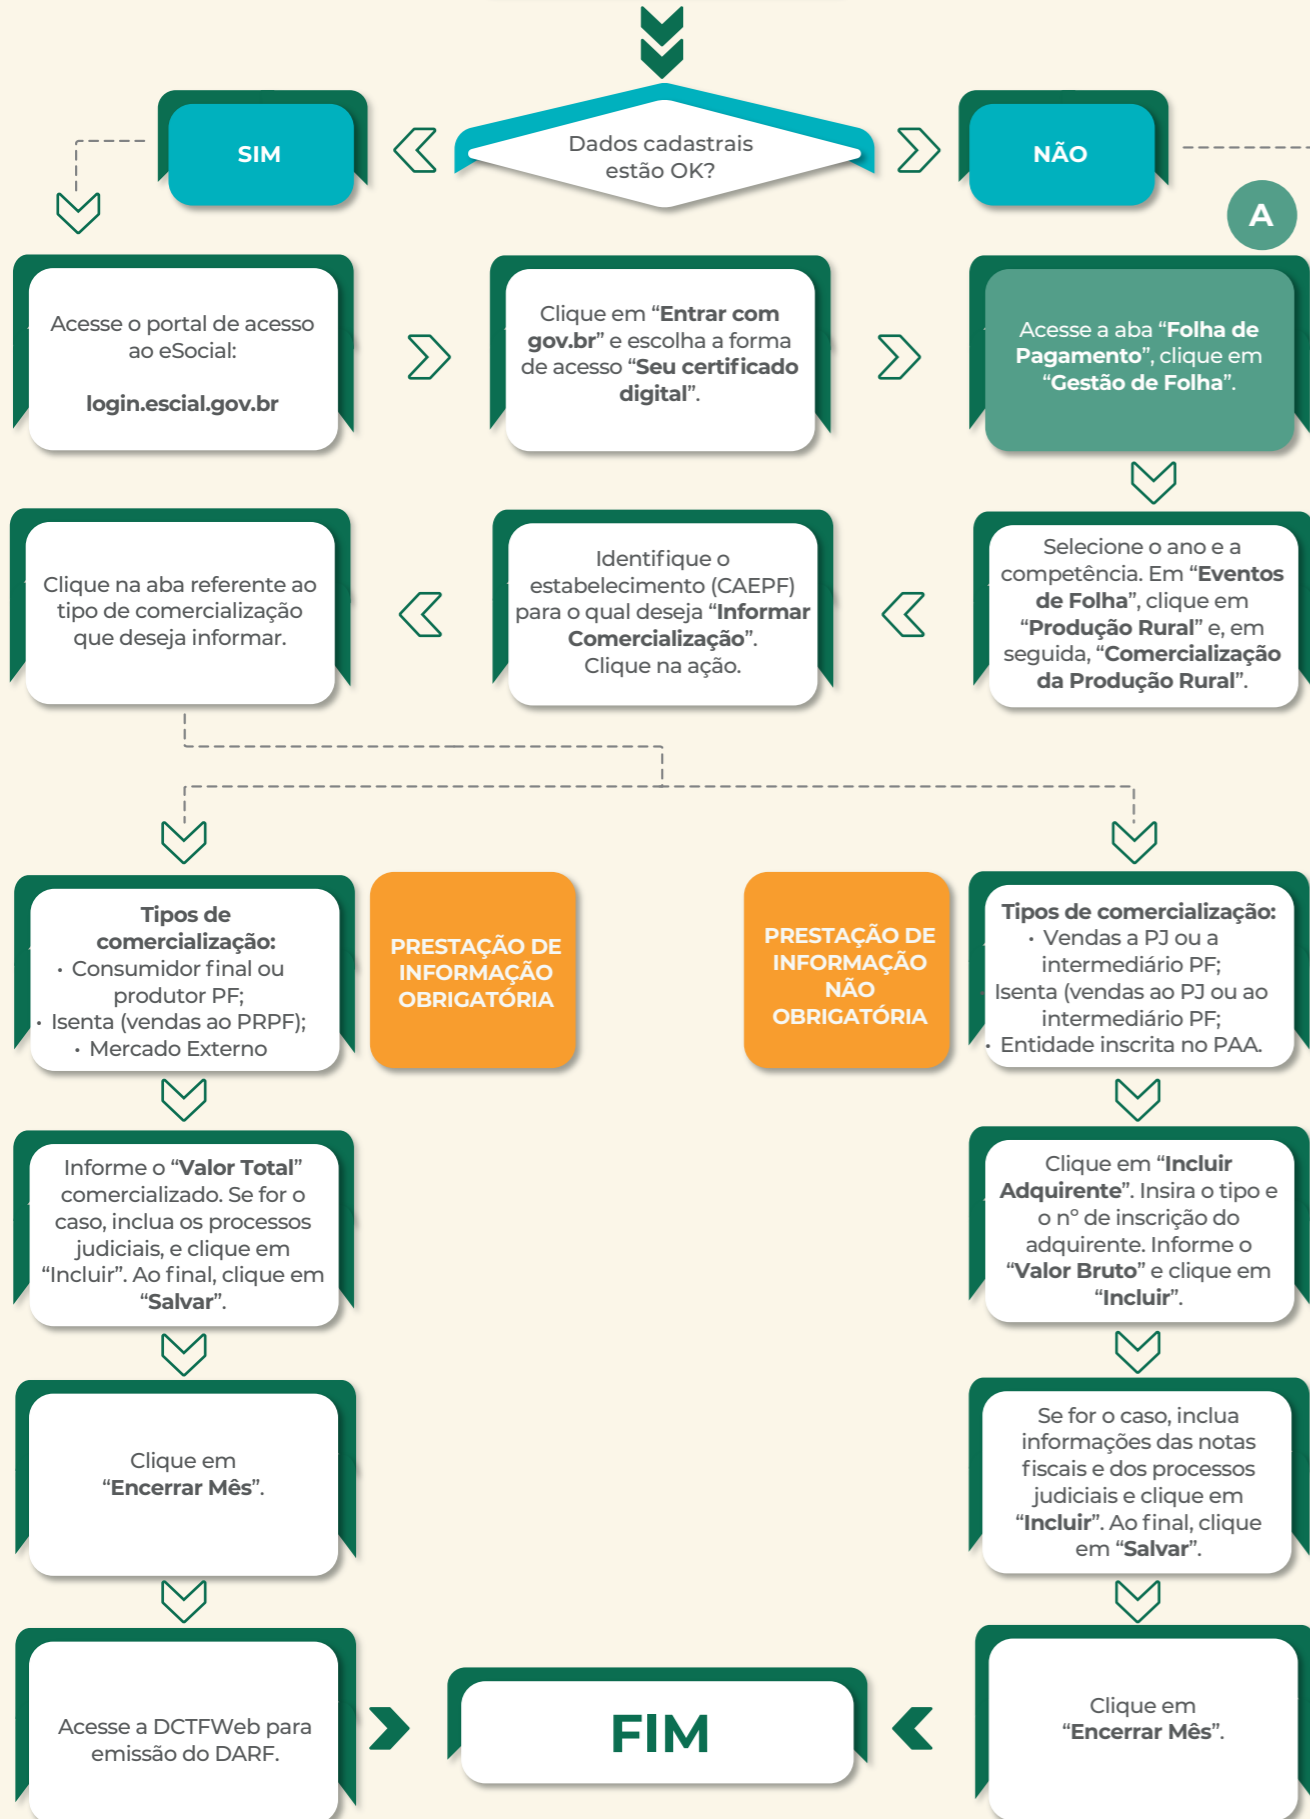 Dados cadastrais
estão OK?
SIM
NÃO
A
Acesse o portal de acesso
ao eSocial:
login.escial.gov.br
Clique em “Entrar com
gov.br” e escolha a forma
de acesso “Seu certificado
digital”.
Acesse a aba “Folha de
Pagamento”, clique em
“Gestão de Folha”.
Selecione o ano e a
competência. Em “Eventos
de Folha”, clique em
“Produção Rural” e, em
seguida, “Comercialização
da Produção Rural”.
Identifique o
estabelecimento (CAEPF)
para o qual deseja “Informar
Comercialização”.
Clique na ação.
Clique na aba referente ao
tipo de comercialização
que deseja informar.
Tipos de
comercialização:
• Consumidor final ou
produtor PF;
• Isenta (vendas ao PRPF);
• Mercado Externo
PRESTAÇÃO DE
INFORMAÇÃO
OBRIGATÓRIA
PRESTAÇÃO DE
INFORMAÇÃO
NÃO
OBRIGATÓRIA
Tipos de comercialização:
• Vendas a PJ ou a
intermediário PF;
Isenta (vendas ao PJ ou ao
intermediário PF;
• Entidade inscrita no PAA.
Informe o “Valor Total”
comercializado. Se for o
caso, inclua os processos
judiciais, e clique em
“Incluir”. Ao final, clique em
“Salvar”.
Clique em “Incluir
Adquirente”. Insira o tipo e
o nº de inscrição do
adquirente. Informe o
“Valor Bruto” e clique em
“Incluir”.
Clique em
“Encerrar Mês”.
Se for o caso, inclua
informações das notas
fiscais e dos processos
judiciais e clique em
“Incluir”. Ao final, clique
em “Salvar”.
Acesse a DCTFWeb para
emissão do DARF.
FIM
Clique em
“Encerrar Mês”.